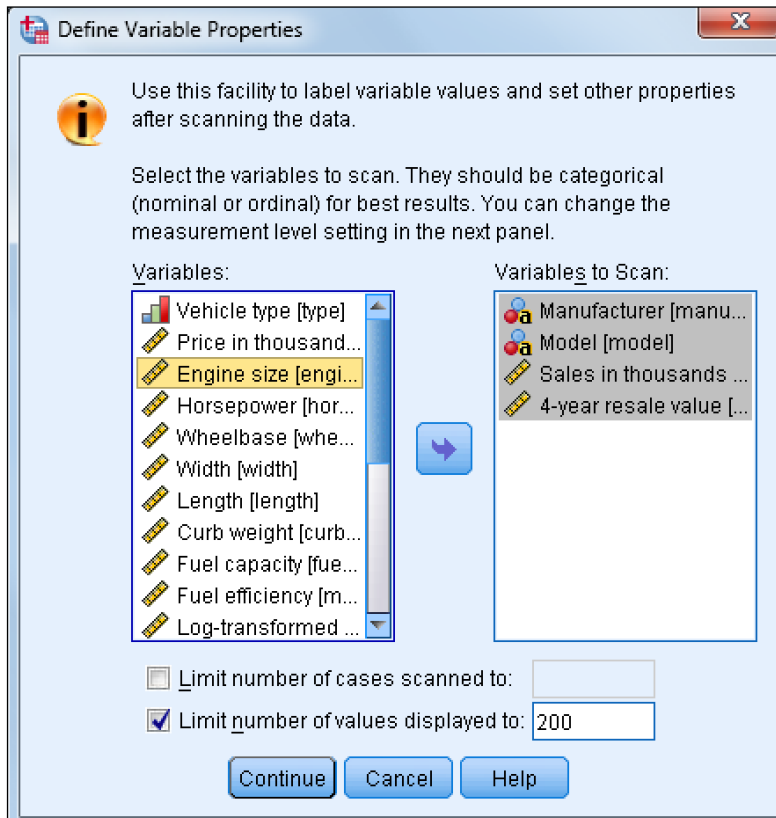 Define Variable Properties
X
Use this facility to label variable values and set other properties
after scanning the data.
Select the variables to scan. They should be categorical
(nominal or ordinal) for best results. You can change the
measurement level setting in the next panel.
Variables:
Vehicle type [type]
Price in thousand...
Engine size [engi...
Horsepower [hor...
Wheelbase [whe...
Width [width]
Length [length]
Curb weight [curb...
Fuel capacity [fue...
Fuel efficiency [m...
Log-transformed ...
Variables to Scan:
a Manufacturer [manu...
a Model [model]
Sales in thousands ...
4-year resale value [...
Limit number of cases scanned to:
Limit number of values displayed to: 200
Continue Cancel Help